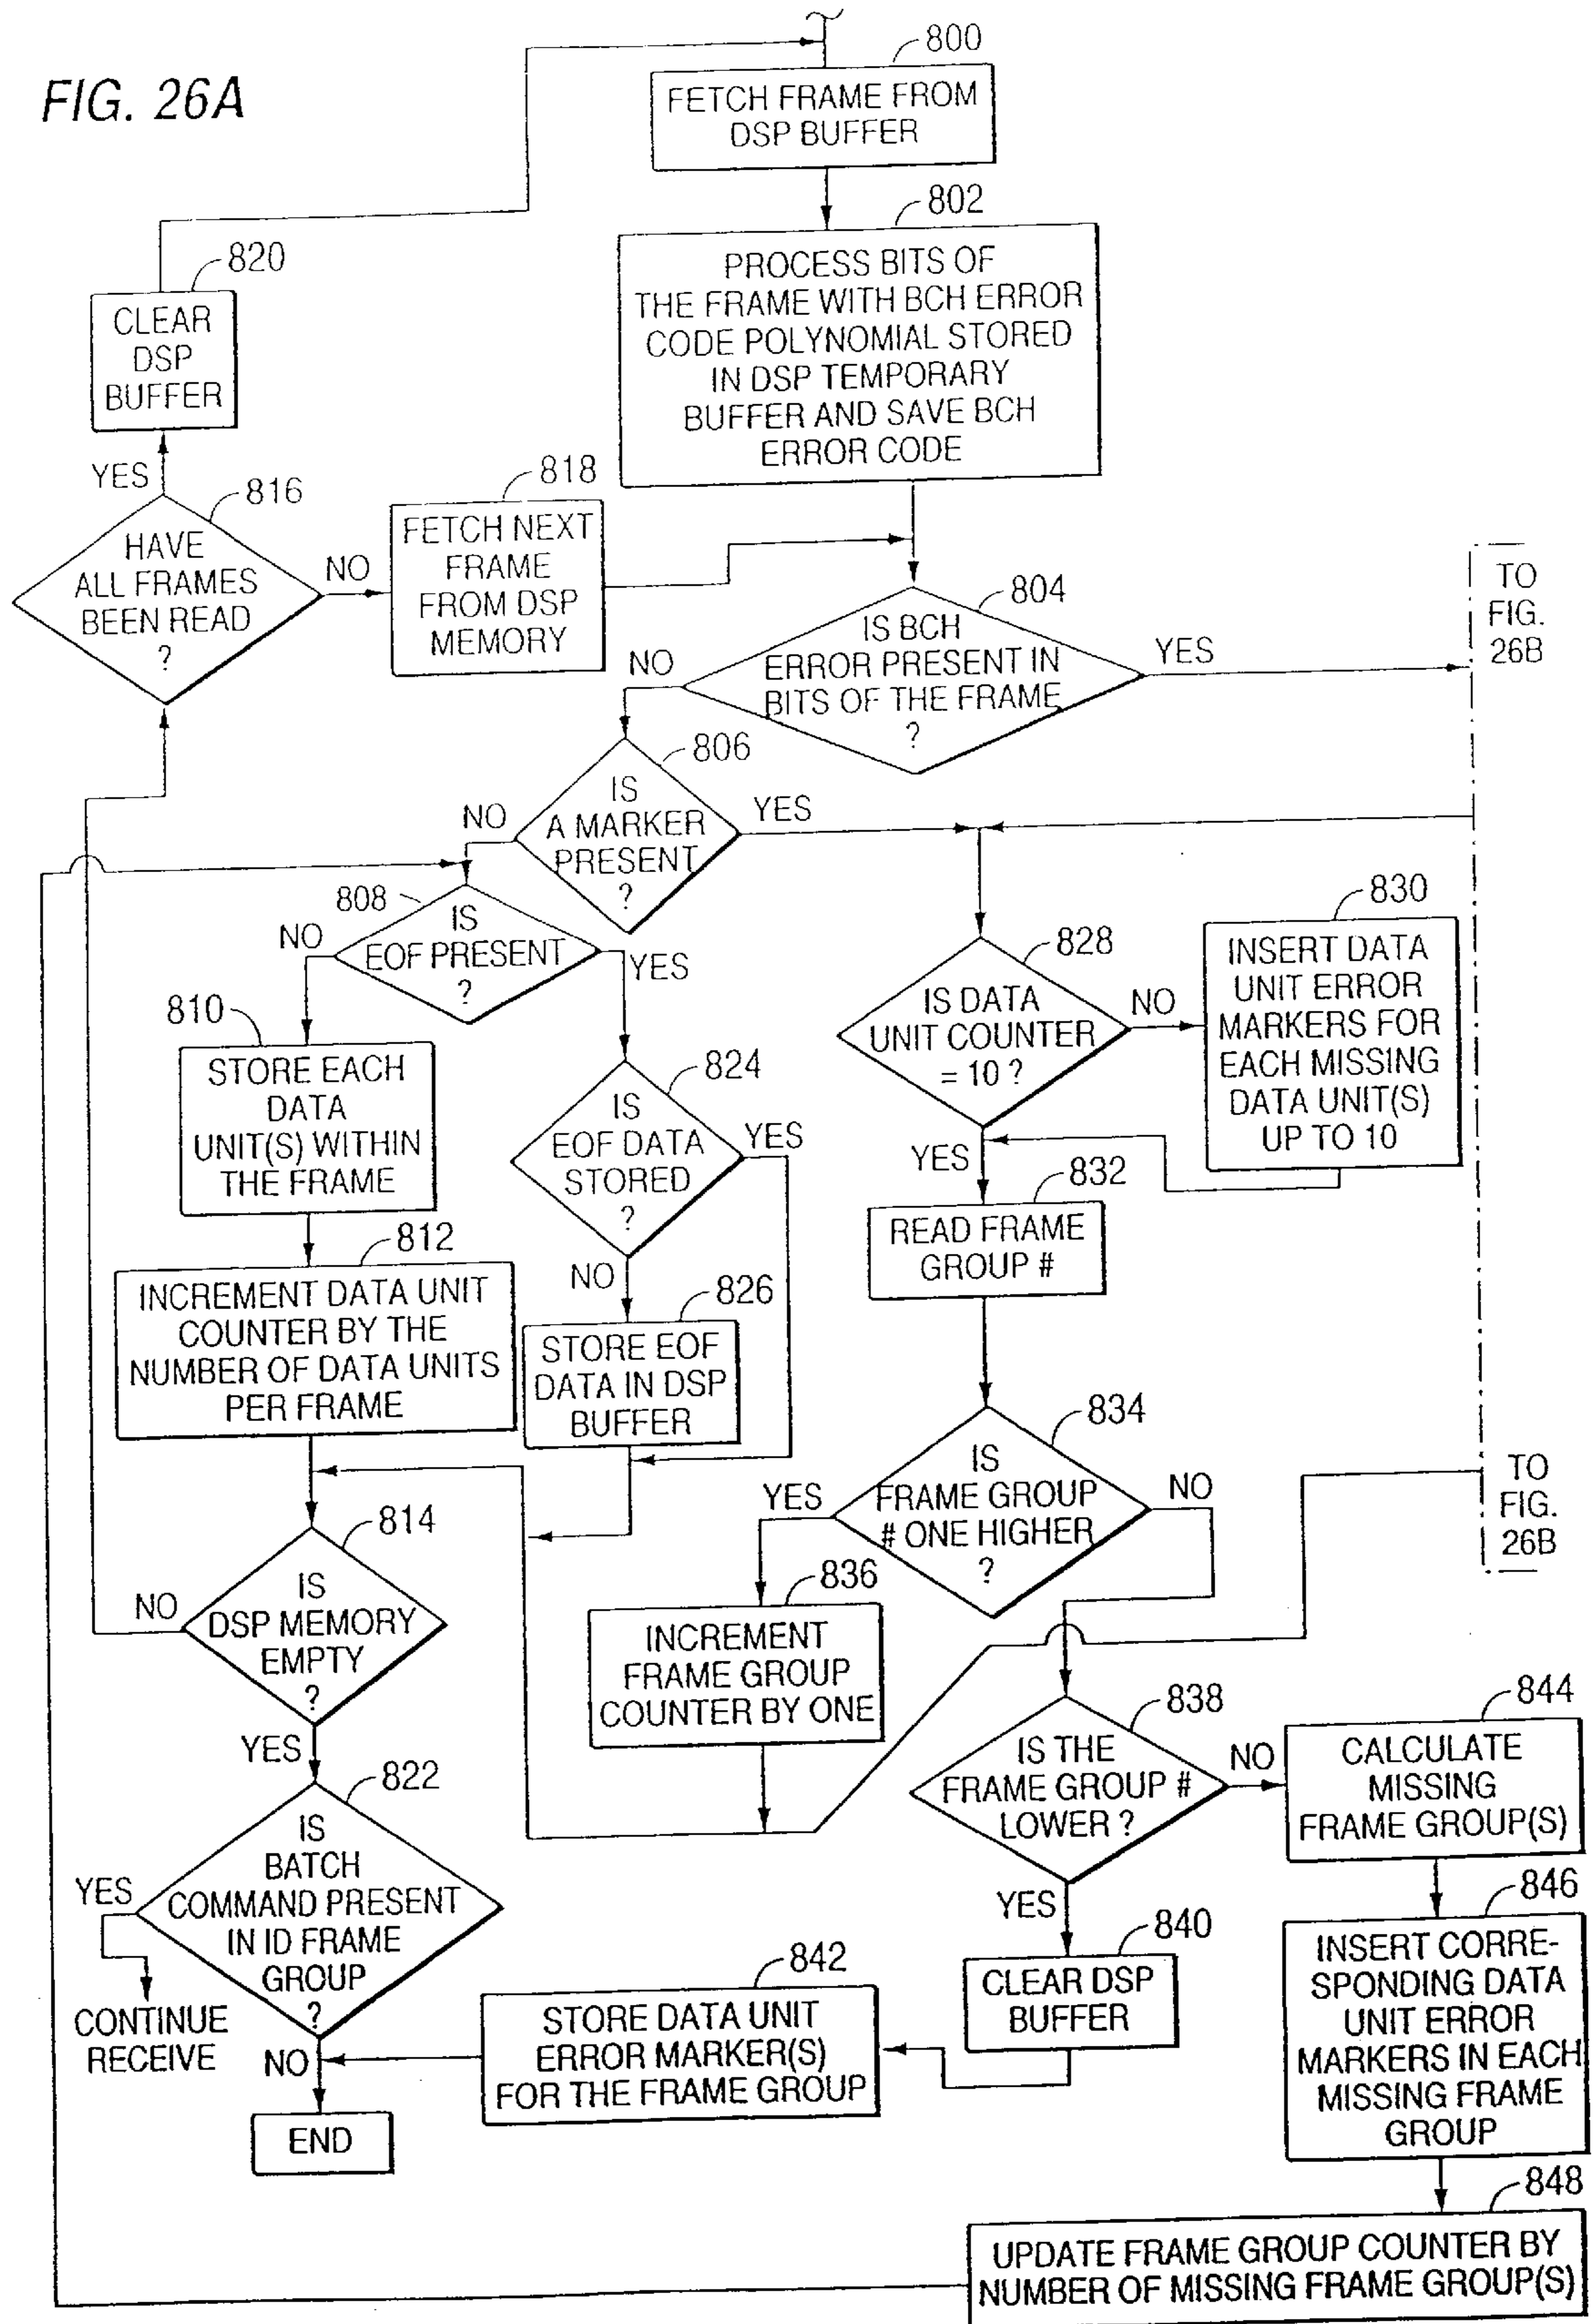 FIG. 26A
800
FETCH FRAME FROM
DSP BUFFER
802
PROCESS BITS OF
THE FRAME WITH BCH ERROR
CODE POLYNOMIAL STORED
IN DSP TEMPORARY
BUFFER AND SAVE BCH
ERROR CODE
820
CLEAR
DSP
BUFFER
YES
816
HAVE
ALL FRAMES
BEEN READ
?
NO
818
FETCH NEXT
FRAME
FROM DSP
MEMORY
804
IS BCH
ERROR PRESENT IN
BITS OF THE FRAME
?
NO
YES
TO
FIG.
26B
806
IS
A MARKER
PRESENT
?
NO
YES
808
IS
EOF PRESENT
?
NO
YES
810
STORE EACH
DATA
UNIT(S) WITHIN
THE FRAME
812
INCREMENT DATA UNIT
COUNTER BY THE
NUMBER OF DATA UNITS
PER FRAME
824
IS
EOF DATA
STORED
?
YES
NO
826
STORE EOF
DATA IN DSP
BUFFER
828
IS DATA
UNIT COUNTER
= 10 ?
NO
YES
830
INSERT DATA
UNIT ERROR
MARKERS FOR
EACH MISSING
DATA UNIT(S)
UP TO 10
832
READ FRAME
GROUP #
834
IS
FRAME GROUP
# ONE HIGHER
?
YES
NO
TO
FIG.
26B
814
IS
DSP MEMORY
EMPTY
?
NO
YES
836
INCREMENT
FRAME GROUP
COUNTER BY ONE
838
IS THE
FRAME GROUP #
LOWER ?
NO
YES
844
CALCULATE
MISSING
FRAME GROUP(S)
822
IS
BATCH
COMMAND PRESENT
IN ID FRAME
GROUP
?
YES
CONTINUE
RECEIVE
NO
END
842
STORE DATA UNIT
ERROR MARKER(S)
FOR THE FRAME GROUP
840
CLEAR DSP
BUFFER
846
INSERT CORRE-
SPONDING DATA
UNIT ERROR
MARKERS IN EACH
MISSING FRAME
GROUP
848
UPDATE FRAME GROUP COUNTER BY
NUMBER OF MISSING FRAME GROUP(S)